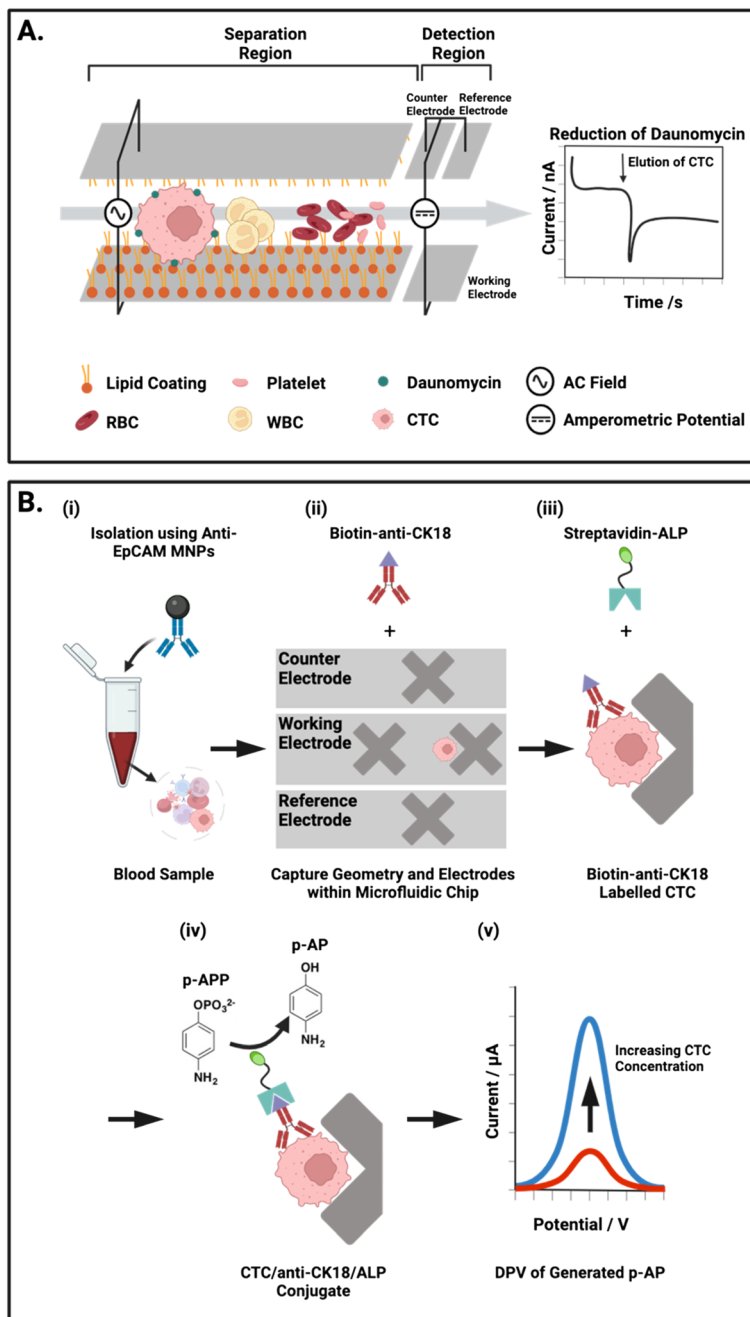 A.
Separation
Region
Detection
Region
Counter
Electrode
Reference
Electrode
Working
Electrode
Reduction of Daunomycin
Elution of CTC
Current / nA
Time /s
Lipid Coating
Platelet
Daunomycin
AC Field
RBC
WBC
CTC
Amperometric Potential
B.
(i)
Isolation using Anti-
EpCAM MNPs
Blood Sample
(ii)
Biotin-anti-CK18
+
Counter
Electrode
Working
Electrode
Reference
Electrode
Capture Geometry and Electrodes
within Microfluidic Chip
(iii)
Streptavidin-ALP
+
Biotin-anti-CK18
Labelled CTC
(iv)
p-APP
OPO₃²⁻
NH₂
p-AP
OH
NH₂
CTC/anti-CK18/ALP
Conjugate
(v)
Current / µA
Increasing CTC
Concentration
Potential / V
DPV of Generated p-AP